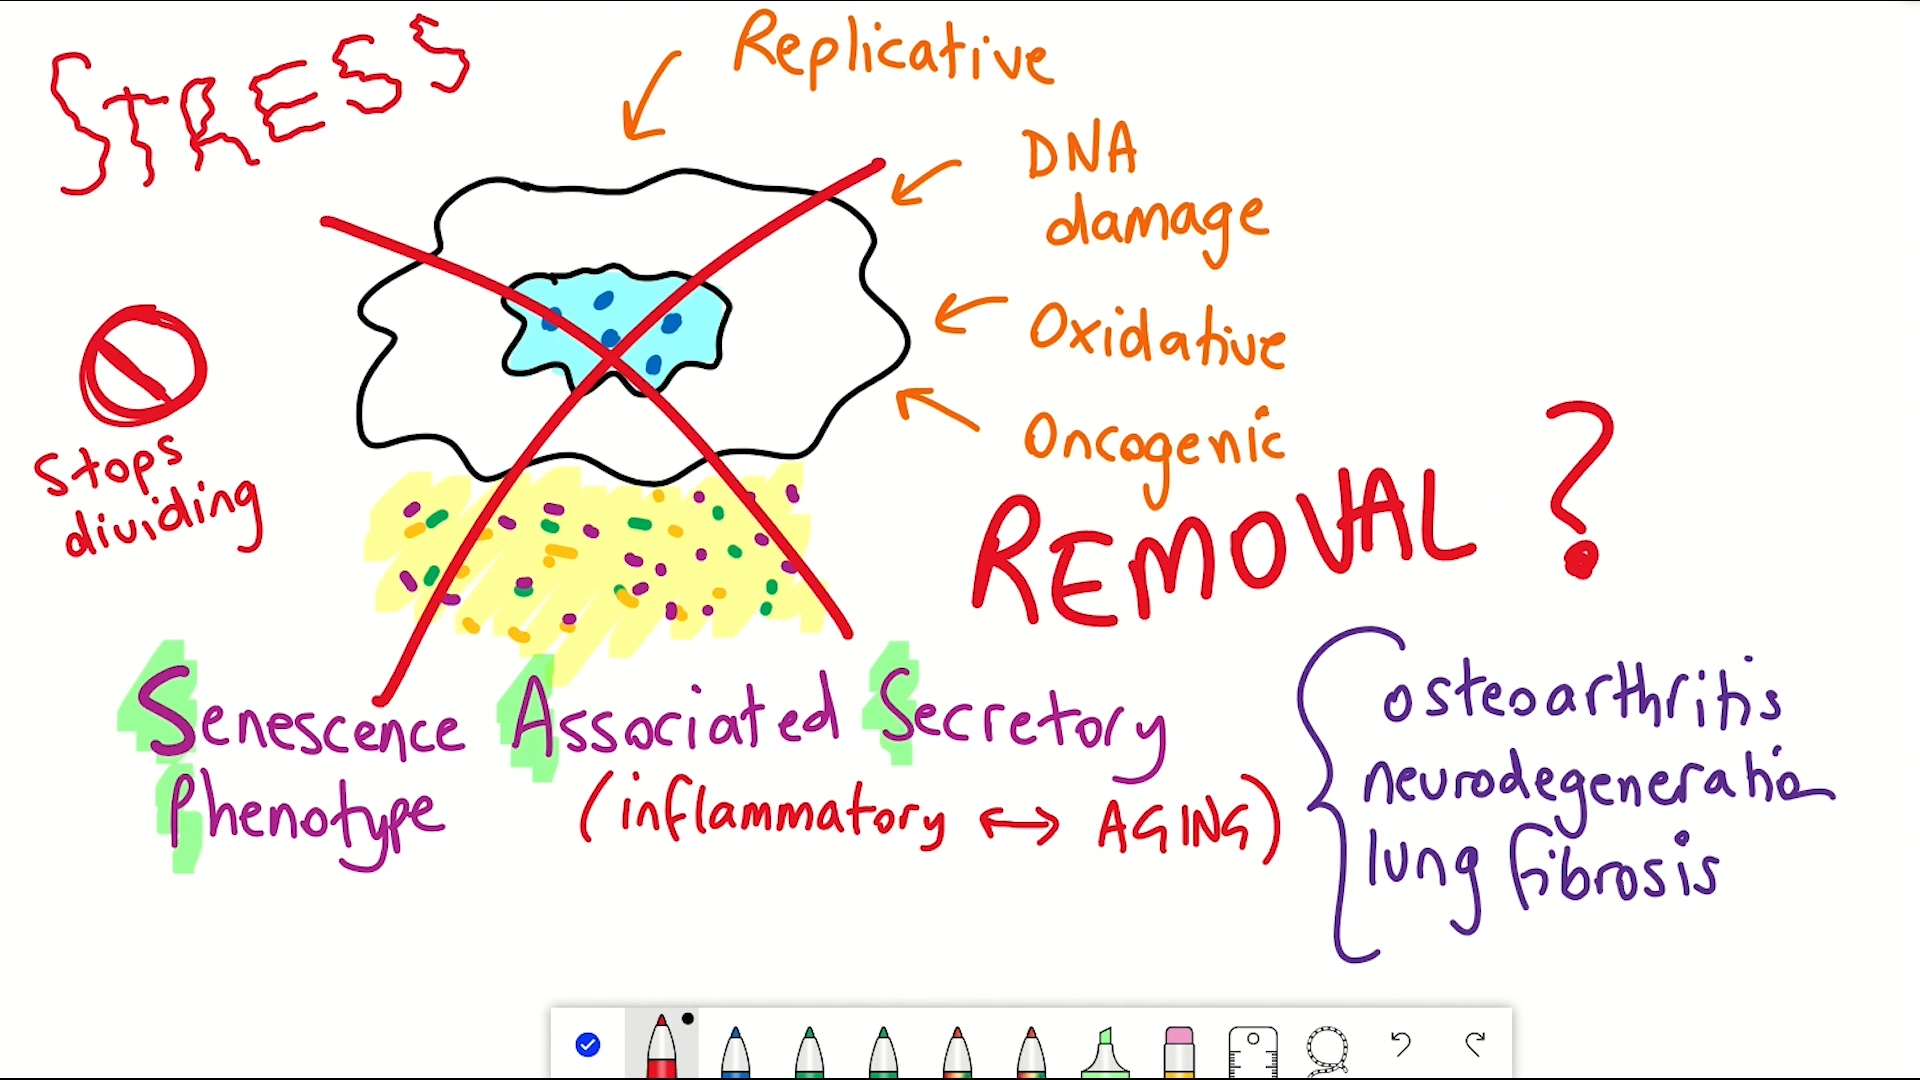 STRESS
Replicative
DNA
damage
Oxidative
Oncogenic
Stops
dividing
REMOVAL ?
Senescence Associated Secretory
Phenotype
(inflammatory ↔ AGING)
osteoarthritis
neurodegeneration
lung fibrosis